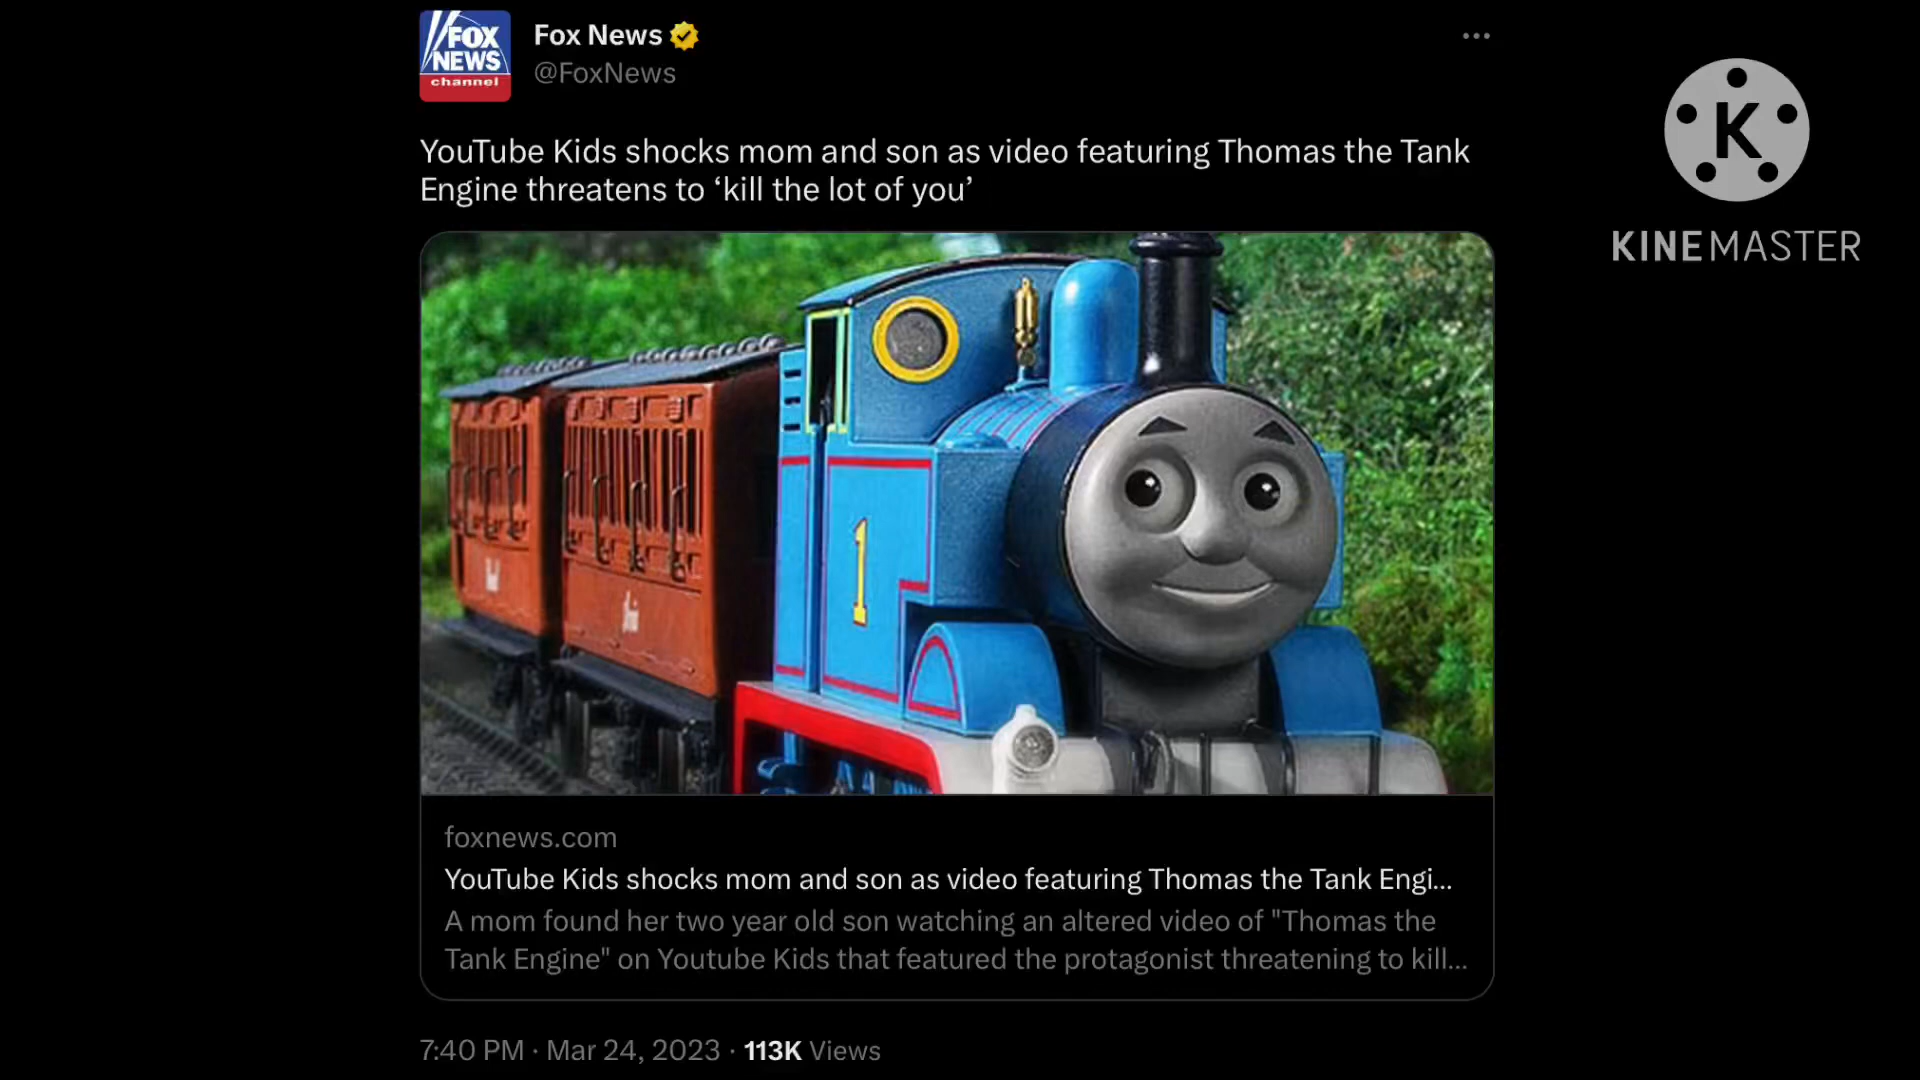 FOX
NEWS
channel
Fox News
@FoxNews
YouTube Kids shocks mom and son as video featuring Thomas the Tank
Engine threatens to ‘kill the lot of you’
K
KINEMASTER
1
foxnews.com
YouTube Kids shocks mom and son as video featuring Thomas the Tank Engi...
A mom found her two year old son watching an altered video of "Thomas the
Tank Engine" on Youtube Kids that featured the protagonist threatening to kill...
7:40 PM · Mar 24, 2023 · 113K Views